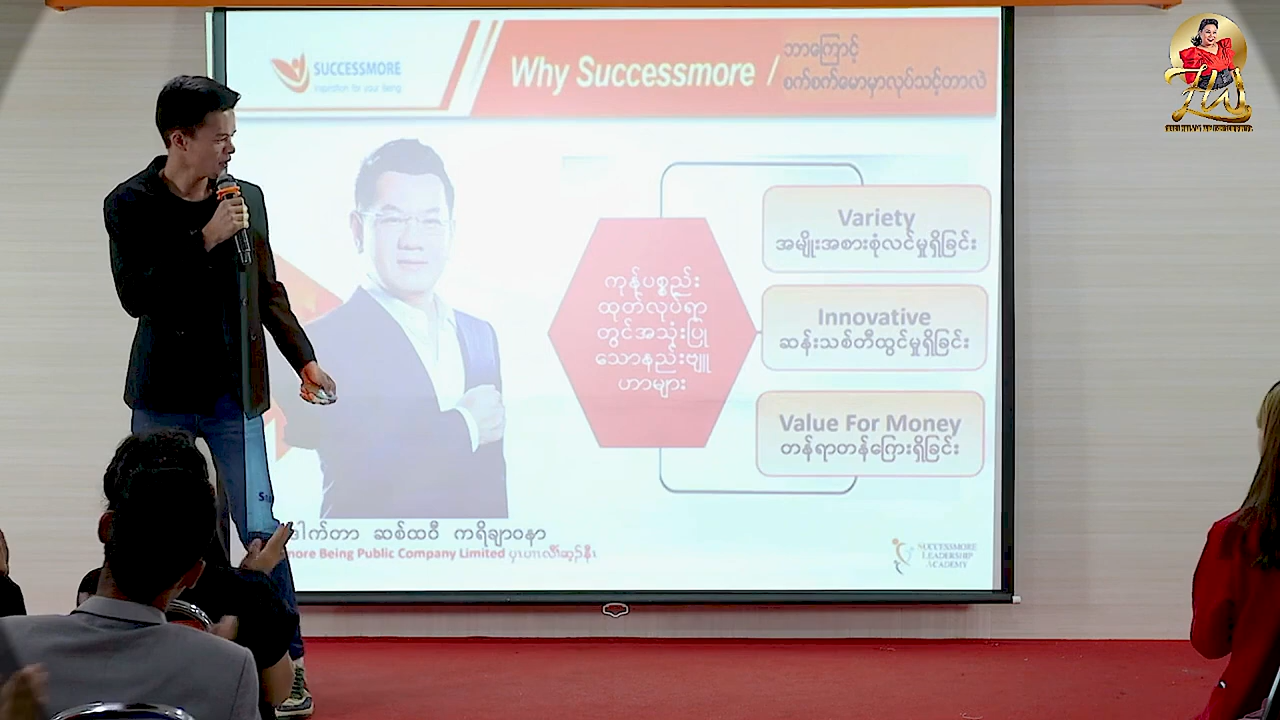 SUCCESSMORE
Inspiration for your Being
Why Successmore /
ဘာကြောင့်
စက်စက်မောမှာလုပ်သင့်တာလဲ
ကုန်ပစ္စည်း
ထုတ်လုပ်ရာ
တွင်အသုံးပြု
သောနည်းဗျူ
ဟာများ
Variety
အမျိုးအစားစုံလင်မှုရှိခြင်း
Innovative
ဆန်းသစ်တီထွင်မှုရှိခြင်း
Value For Money
တန်ရာတန်ကြေးရှိခြင်း
ဒေါက်တာ ဆစ်ထဝီ ကရိချာဝနာ
more Being Public Company Limited
SUCCESSMORE
LEADERSHIP
ACADEMY